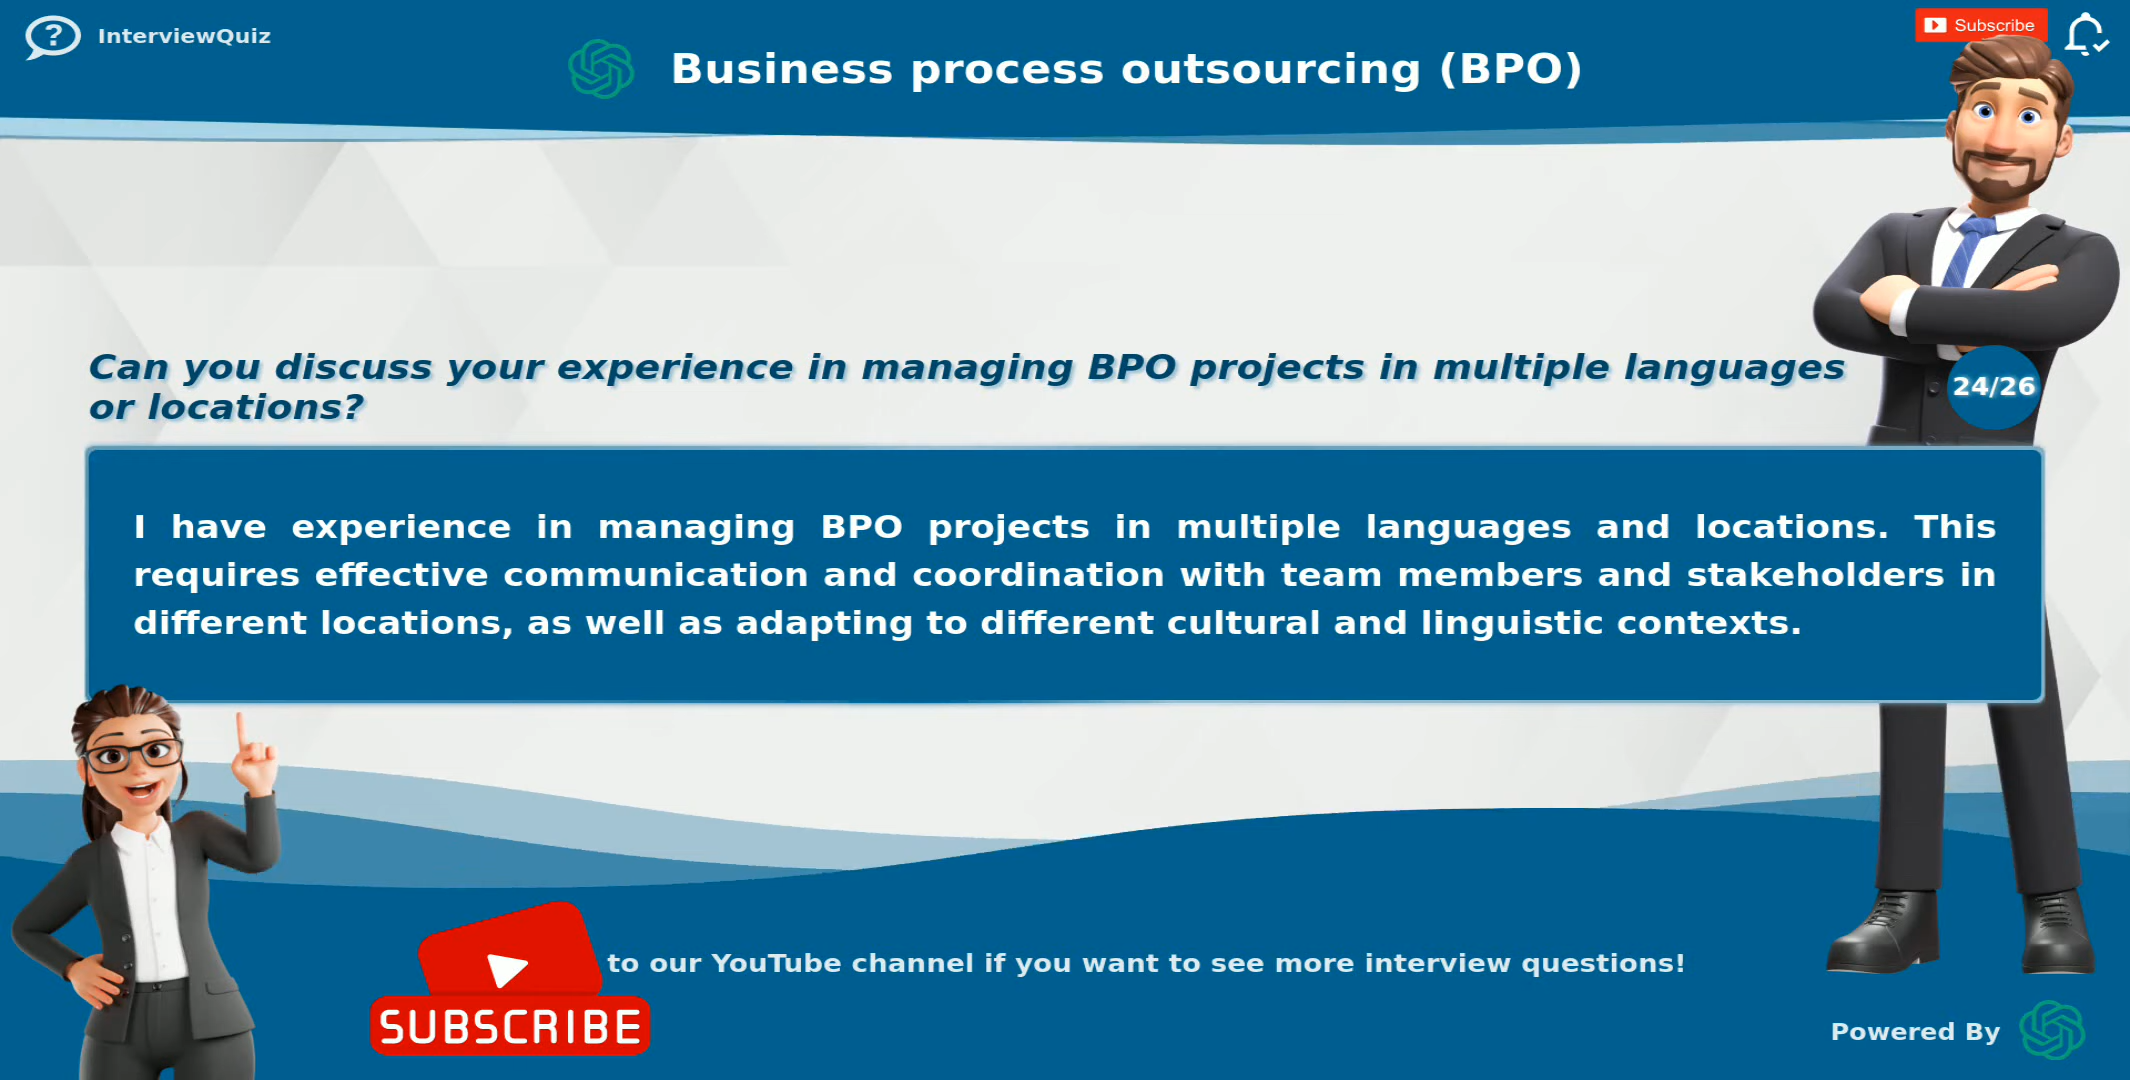 InterviewQuiz
Business process outsourcing (BPO)
Subscribe
Can you discuss your experience in managing BPO projects in multiple languages
or locations?
24/26
I have experience in managing BPO projects in multiple languages and locations. This
requires effective communication and coordination with team members and stakeholders in
different locations, as well as adapting to different cultural and linguistic contexts.
SUBSCRIBE
to our YouTube channel if you want to see more interview questions!
Powered By